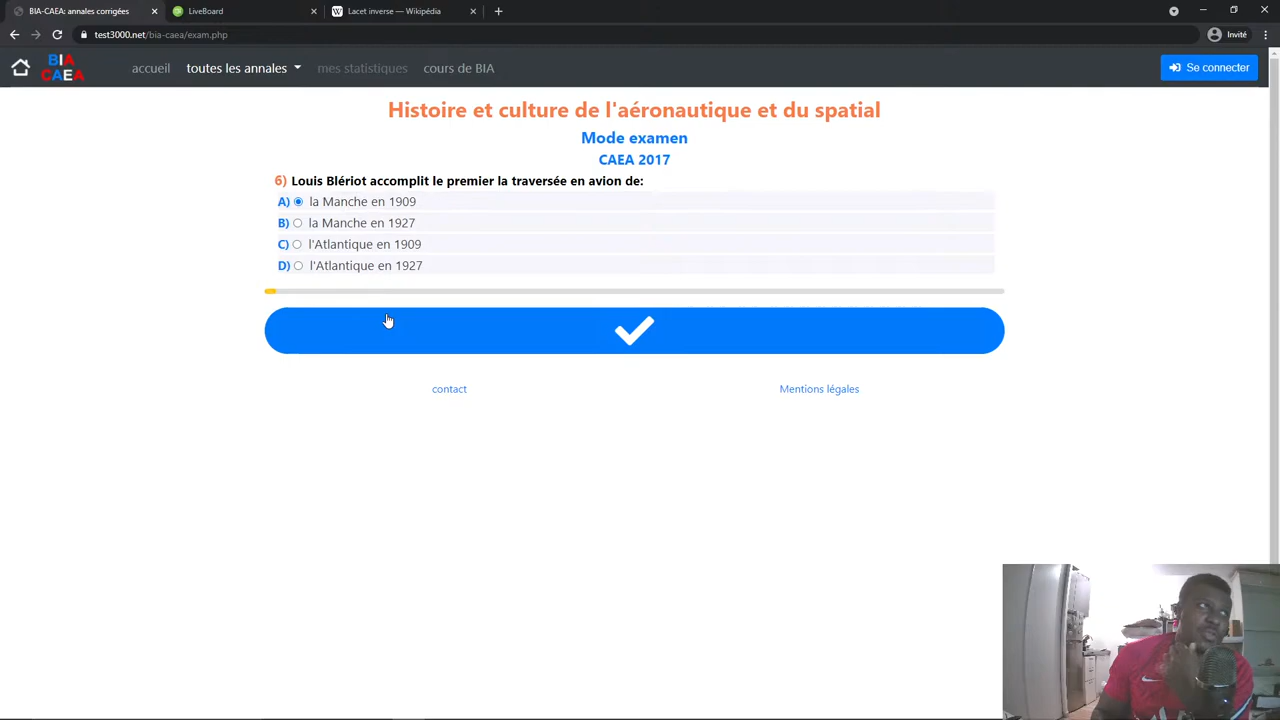 BIA-CAEA: annales corrigées
LiveBoard
Lacet inverse — Wikipédia
test3000.net/bia-caea/exam.php
Invité
BIA
CAEA
accueil
toutes les annales
mes statistiques
cours de BIA
Se connecter
Histoire et culture de l'aéronautique et du spatial
Mode examen
CAEA 2017
6) Louis Blériot accomplit le premier la traversée en avion de:
A) la Manche en 1909
B) la Manche en 1927
C) l'Atlantique en 1909
D) l'Atlantique en 1927
contact
Mentions légales